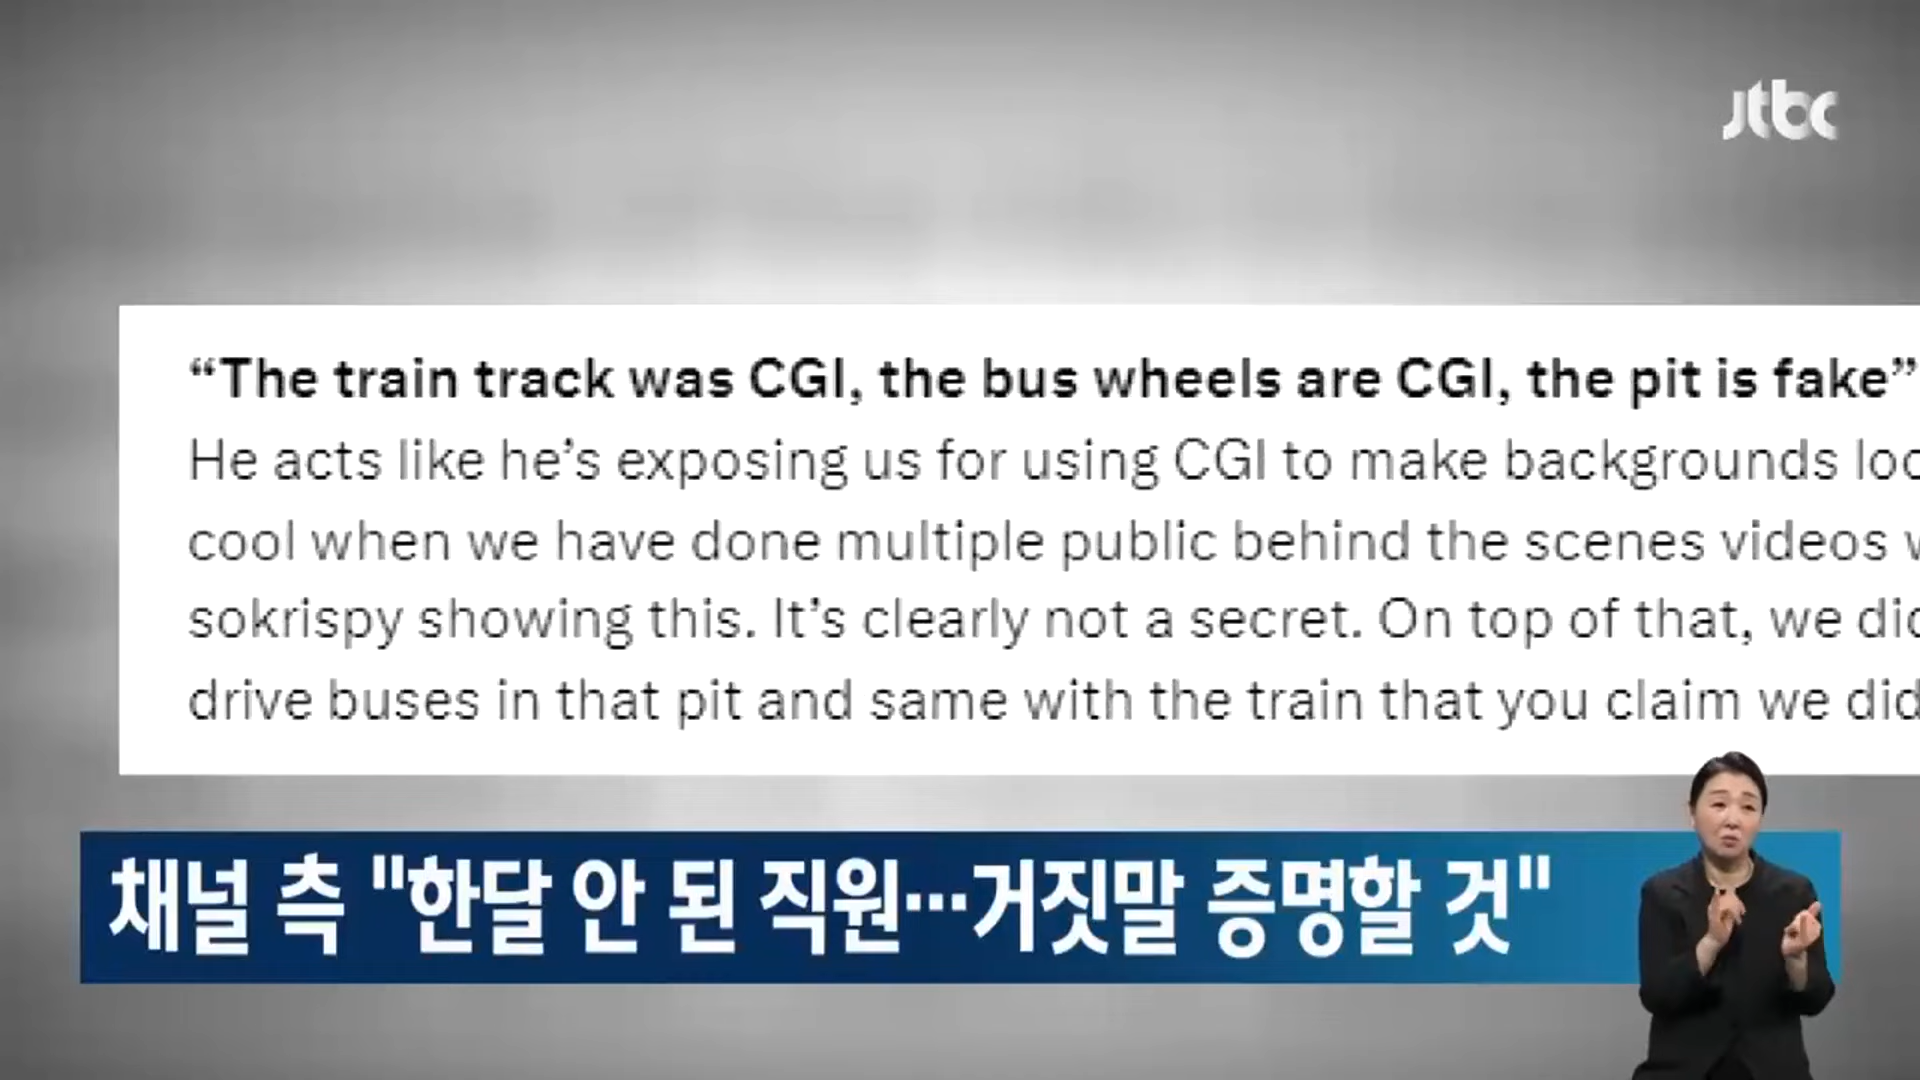 jtbc
“The train track was CGI, the bus wheels are CGI, the pit is fake”
He acts like he’s exposing us for using CGI to make backgrounds
cool when we have done multiple public behind the scenes videos
sokrispy showing this. It’s clearly not a secret. On top of that, we
drive buses in that pit and same with the train that you claim we did
채널 측 "한달 안 된 직원…거짓말 증명할 것"